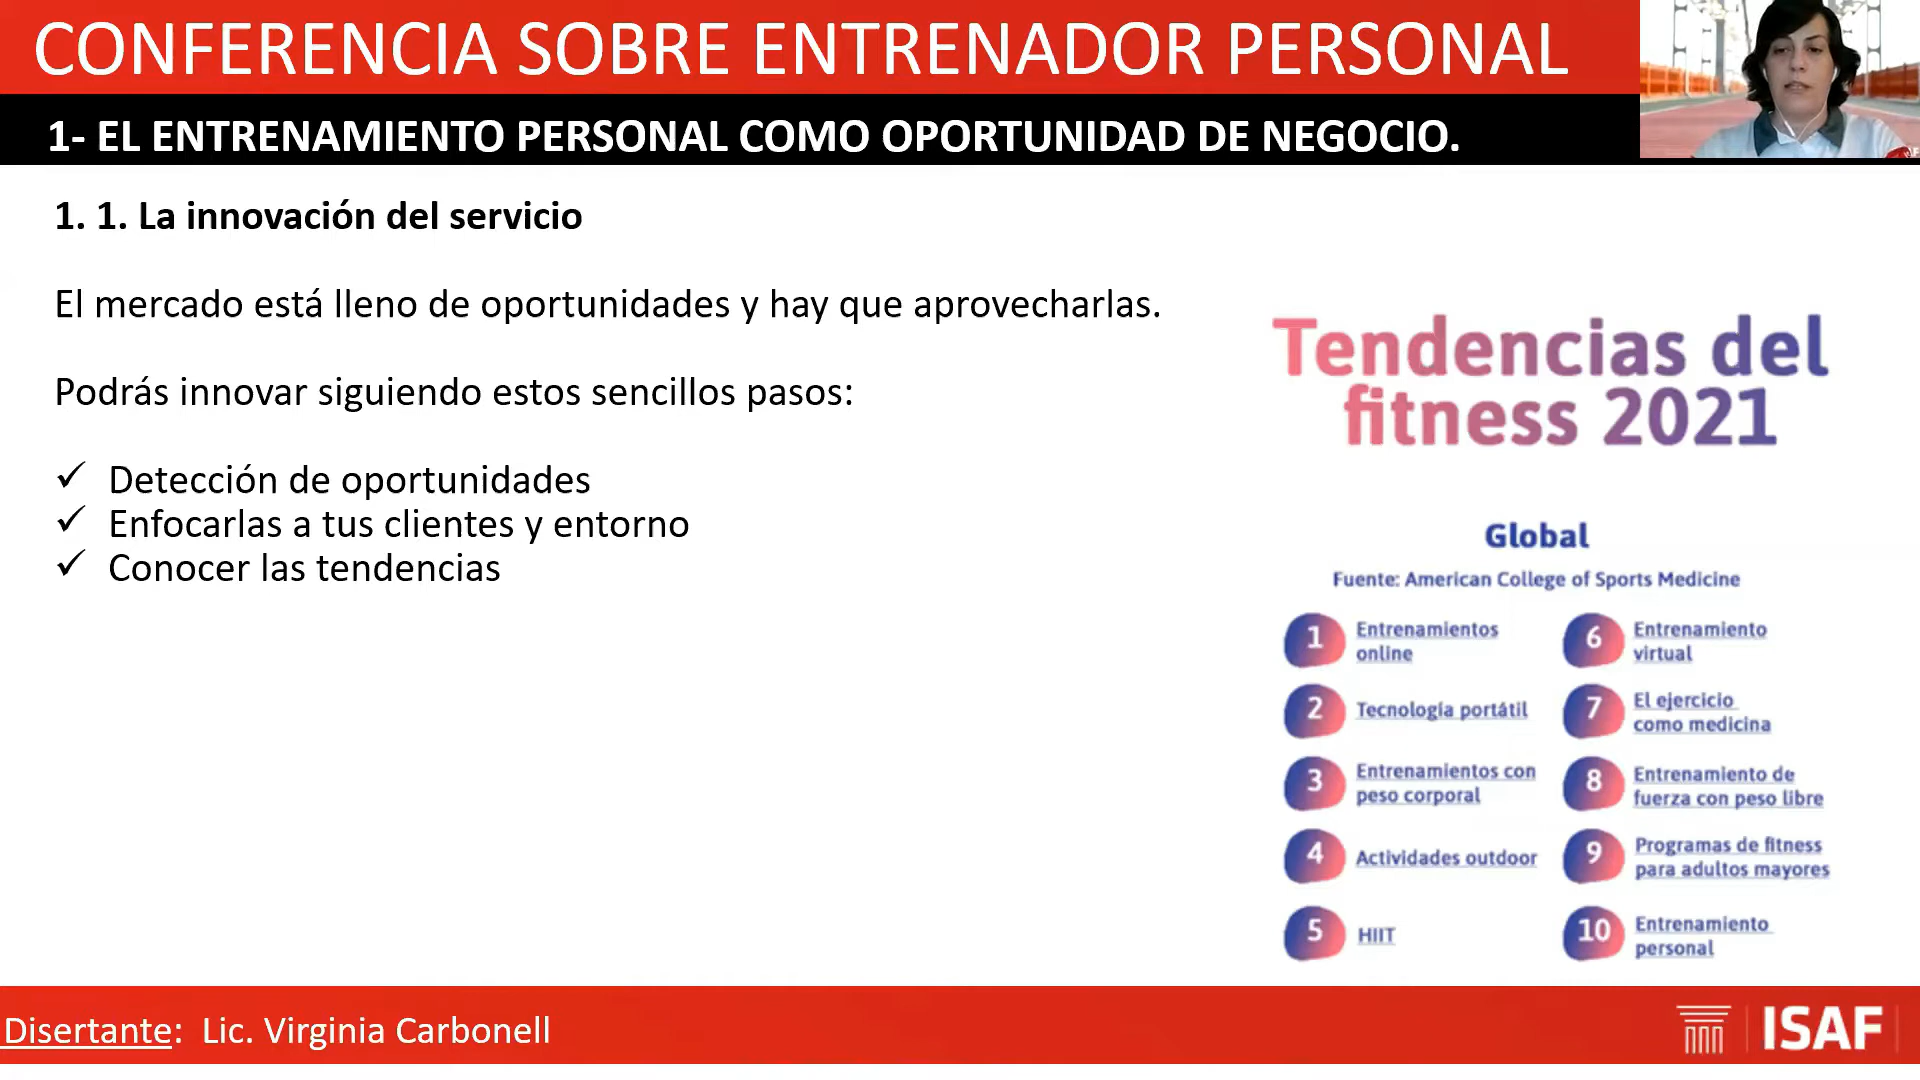 CONFERENCIA SOBRE ENTRENADOR PERSONAL
1- EL ENTRENAMIENTO PERSONAL COMO OPORTUNIDAD DE NEGOCIO.
1. 1. La innovación del servicio
El mercado está lleno de oportunidades y hay que aprovecharlas.
Podrás innovar siguiendo estos sencillos pasos:
✓ Detección de oportunidades
✓ Enfocarlas a tus clientes y entorno
✓ Conocer las tendencias
Tendencias del
fitness 2021
Global
Fuente: American College of Sports Medicine
1 Entrenamientos
online
2 Tecnología portátil
3 Entrenamientos con
peso corporal
4 Actividades outdoor
5 HIIT
6 Entrenamiento
virtual
7 El ejercicio
como medicina
8 Entrenamiento de
fuerza con peso libre
9 Programas de fitness
para adultos mayores
10 Entrenamiento
personal
Disertante: Lic. Virginia Carbonell
ISAF